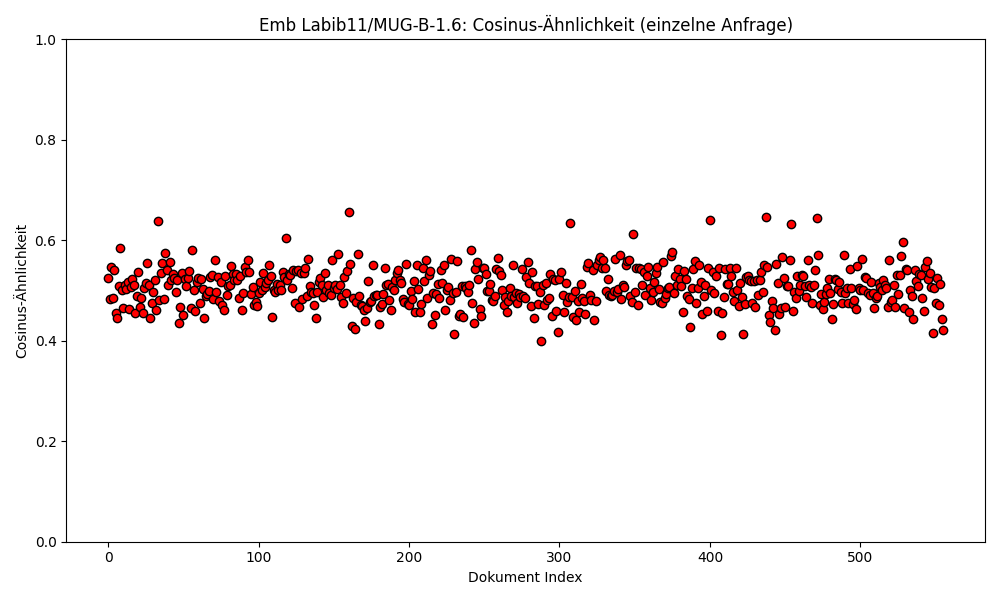 Emb Labib11/MUG-B-1.6: Cosinus-Ähnlichkeit (einzelne Anfrage)
1.0
0.8
0.6
0.4
0.2
0.0
Cosinus-Ähnlichkeit
0 100 200 300 400 500
Dokument Index